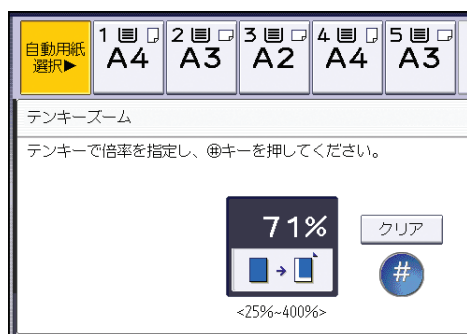 自動用紙
選択▶
1 A4
2 A3
3 A2
4 A4
5 A3
テンキーズーム
テンキーで倍率を指定し、#キーを押してください。
71%
クリア
#
<25%~400%>